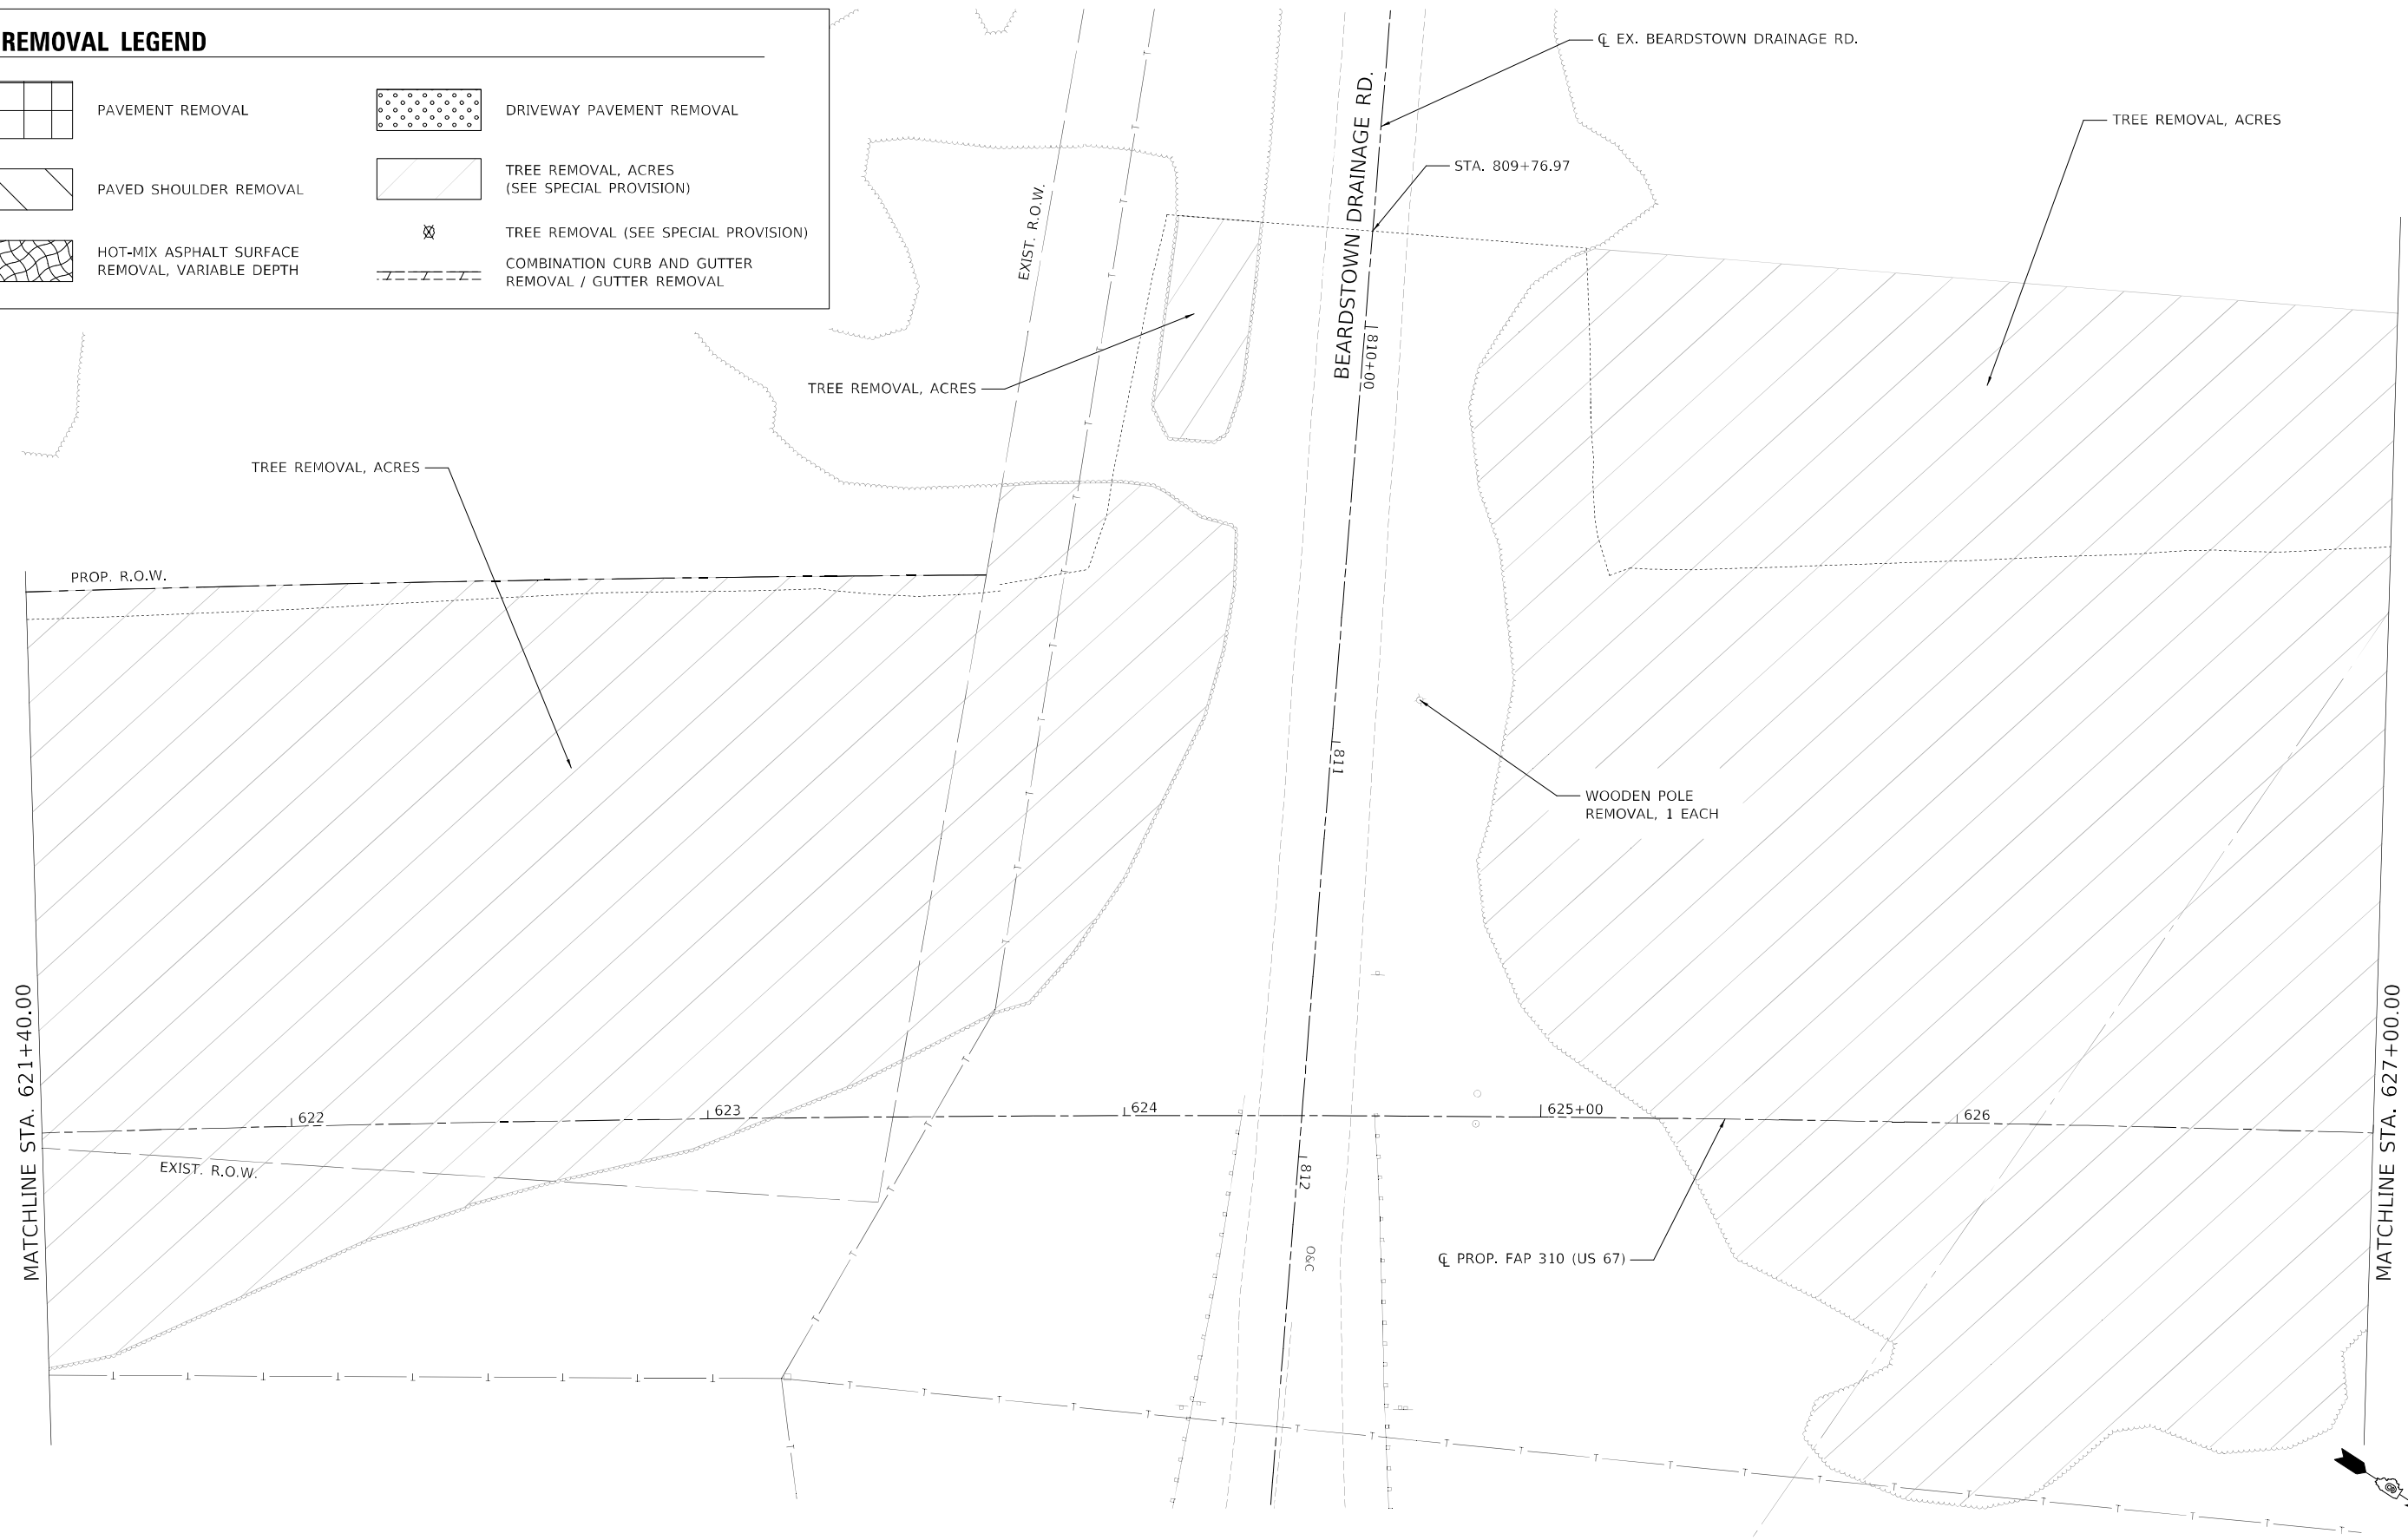 REMOVAL LEGEND
PAVEMENT REMOVAL
PAVED SHOULDER REMOVAL
HOT-MIX ASPHALT SURFACE
REMOVAL, VARIABLE DEPTH
DRIVEWAY PAVEMENT REMOVAL
TREE REMOVAL, ACRES
(SEE SPECIAL PROVISION)
TREE REMOVAL (SEE SPECIAL PROVISION)
COMBINATION CURB AND GUTTER
REMOVAL / GUTTER REMOVAL
℄ EX. BEARDSTOWN DRAINAGE RD.
TREE REMOVAL, ACRES
STA. 809+76.97
BEARDSTOWN DRAINAGE RD.
EXIST. R.O.W.
810+00
TREE REMOVAL, ACRES
TREE REMOVAL, ACRES
PROP. R.O.W.
811
WOODEN POLE
REMOVAL, 1 EACH
MATCHLINE STA. 621+40.00
MATCHLINE STA. 627+00.00
622
623
624
625+00
626
EXIST. R.O.W.
812
O&C
℄ PROP. FAP 310 (US 67)